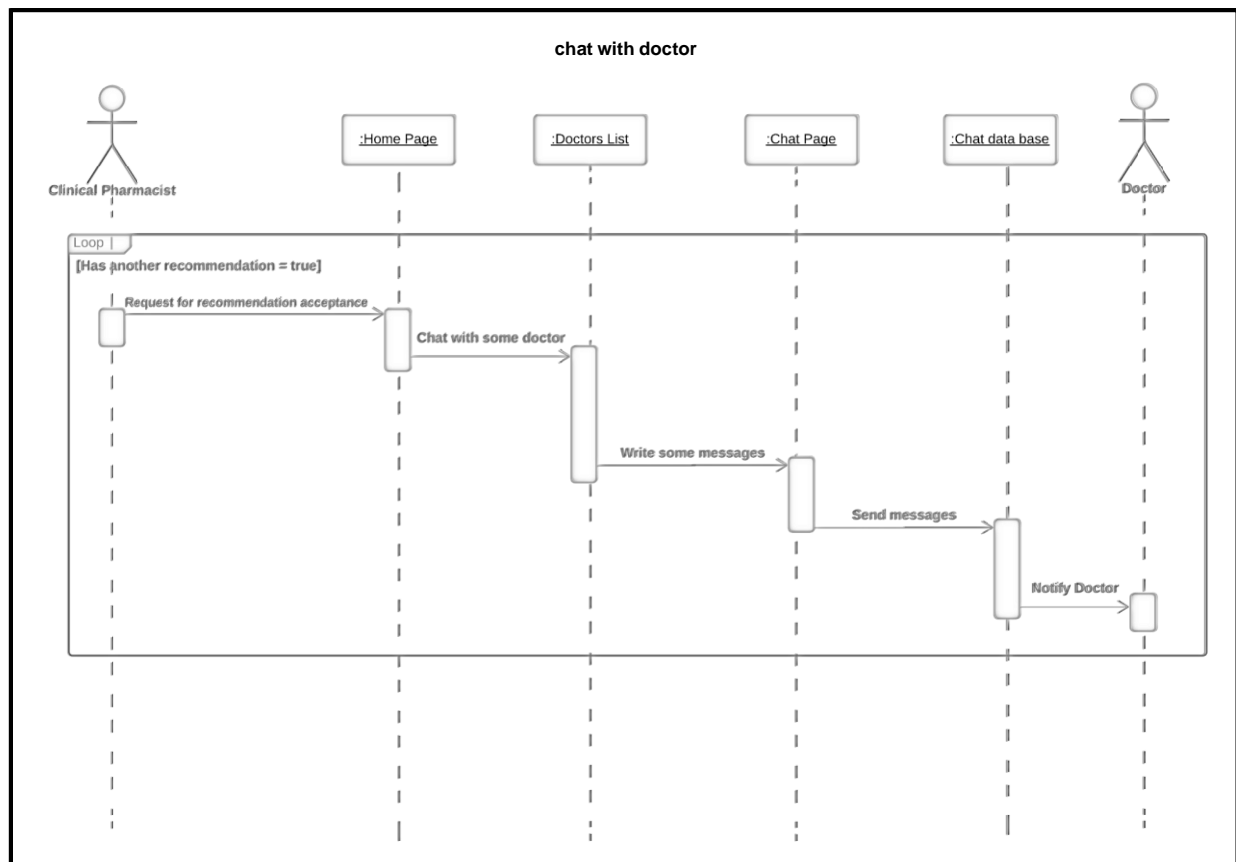 chat with doctor
:Home Page
:Doctors List
:Chat Page
:Chat data base
Clinical Pharmacist
Doctor
Loop
[Has another recommendation = true]
Request for recommendation acceptance
Chat with some doctor
Write some messages
Send messages
Notify Doctor